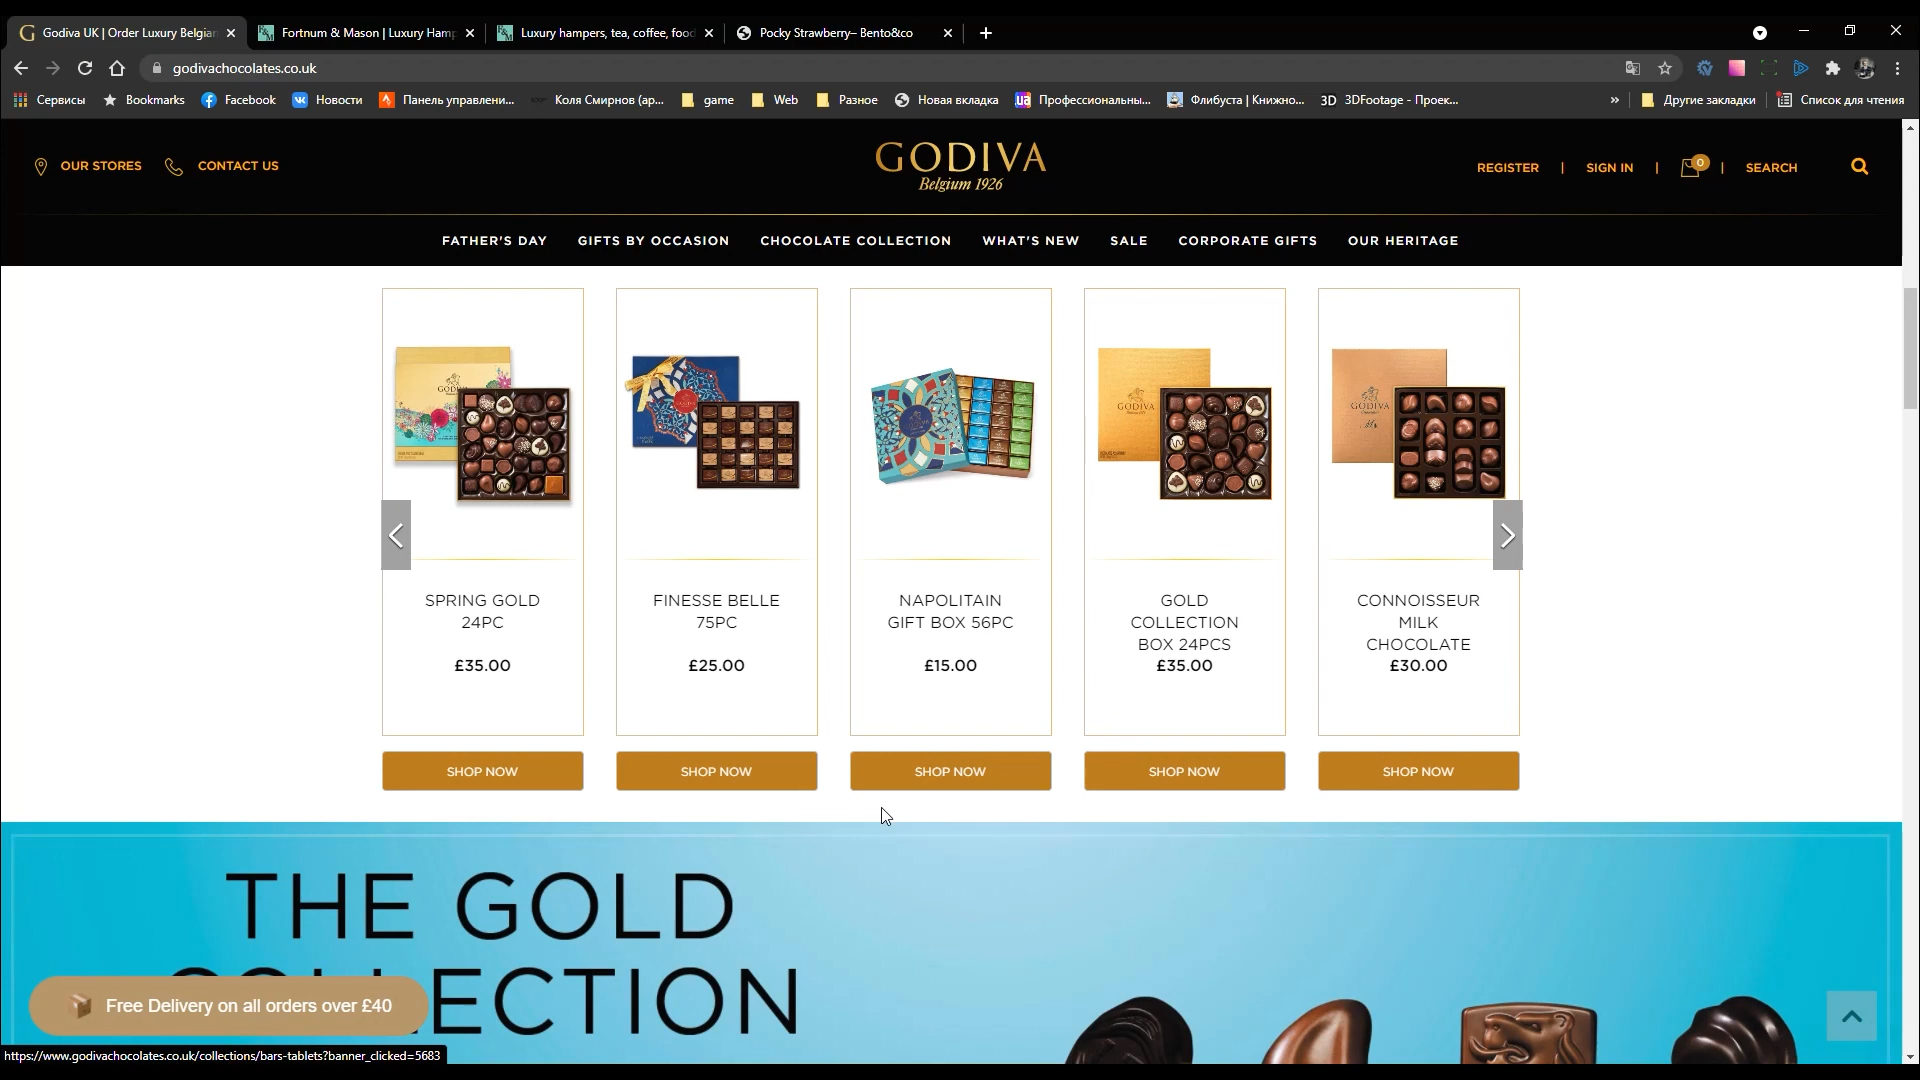 Godiva UK | Order Luxury Belgian
Fortnum & Mason | Luxury Hamp
Luxury hampers, tea, coffee, food
Pocky Strawberry– Bento&co
godivachocolates.co.uk
Сервисы
Bookmarks
Facebook
Новости
Панель управлени...
Коля Смирнов (ар...
game
Web
Разное
Новая вкладка
Профессиональны...
Флибуста | Книжно...
3DFootage - Проек...
»
Другие закладки
Список для чтения
OUR STORES
CONTACT US
GODIVA
Belgium 1926
REGISTER | SIGN IN | 0 | SEARCH
FATHER'S DAY
GIFTS BY OCCASION
CHOCOLATE COLLECTION
WHAT'S NEW
SALE
CORPORATE GIFTS
OUR HERITAGE
GODIVA
GODIVA
SPRING GOLD
24PC
£35.00
FINESSE BELLE
75PC
£25.00
NAPOLITAIN
GIFT BOX 56PC
£15.00
GOLD
COLLECTION
BOX 24PCS
£35.00
CONNOISSEUR
MILK
CHOCOLATE
£30.00
SHOP NOW
SHOP NOW
SHOP NOW
SHOP NOW
SHOP NOW
THE GOLD
COLLECTION
Free Delivery on all orders over £40
https://www.godivachocolates.co.uk/collections/bars-tablets?banner_clicked=5683